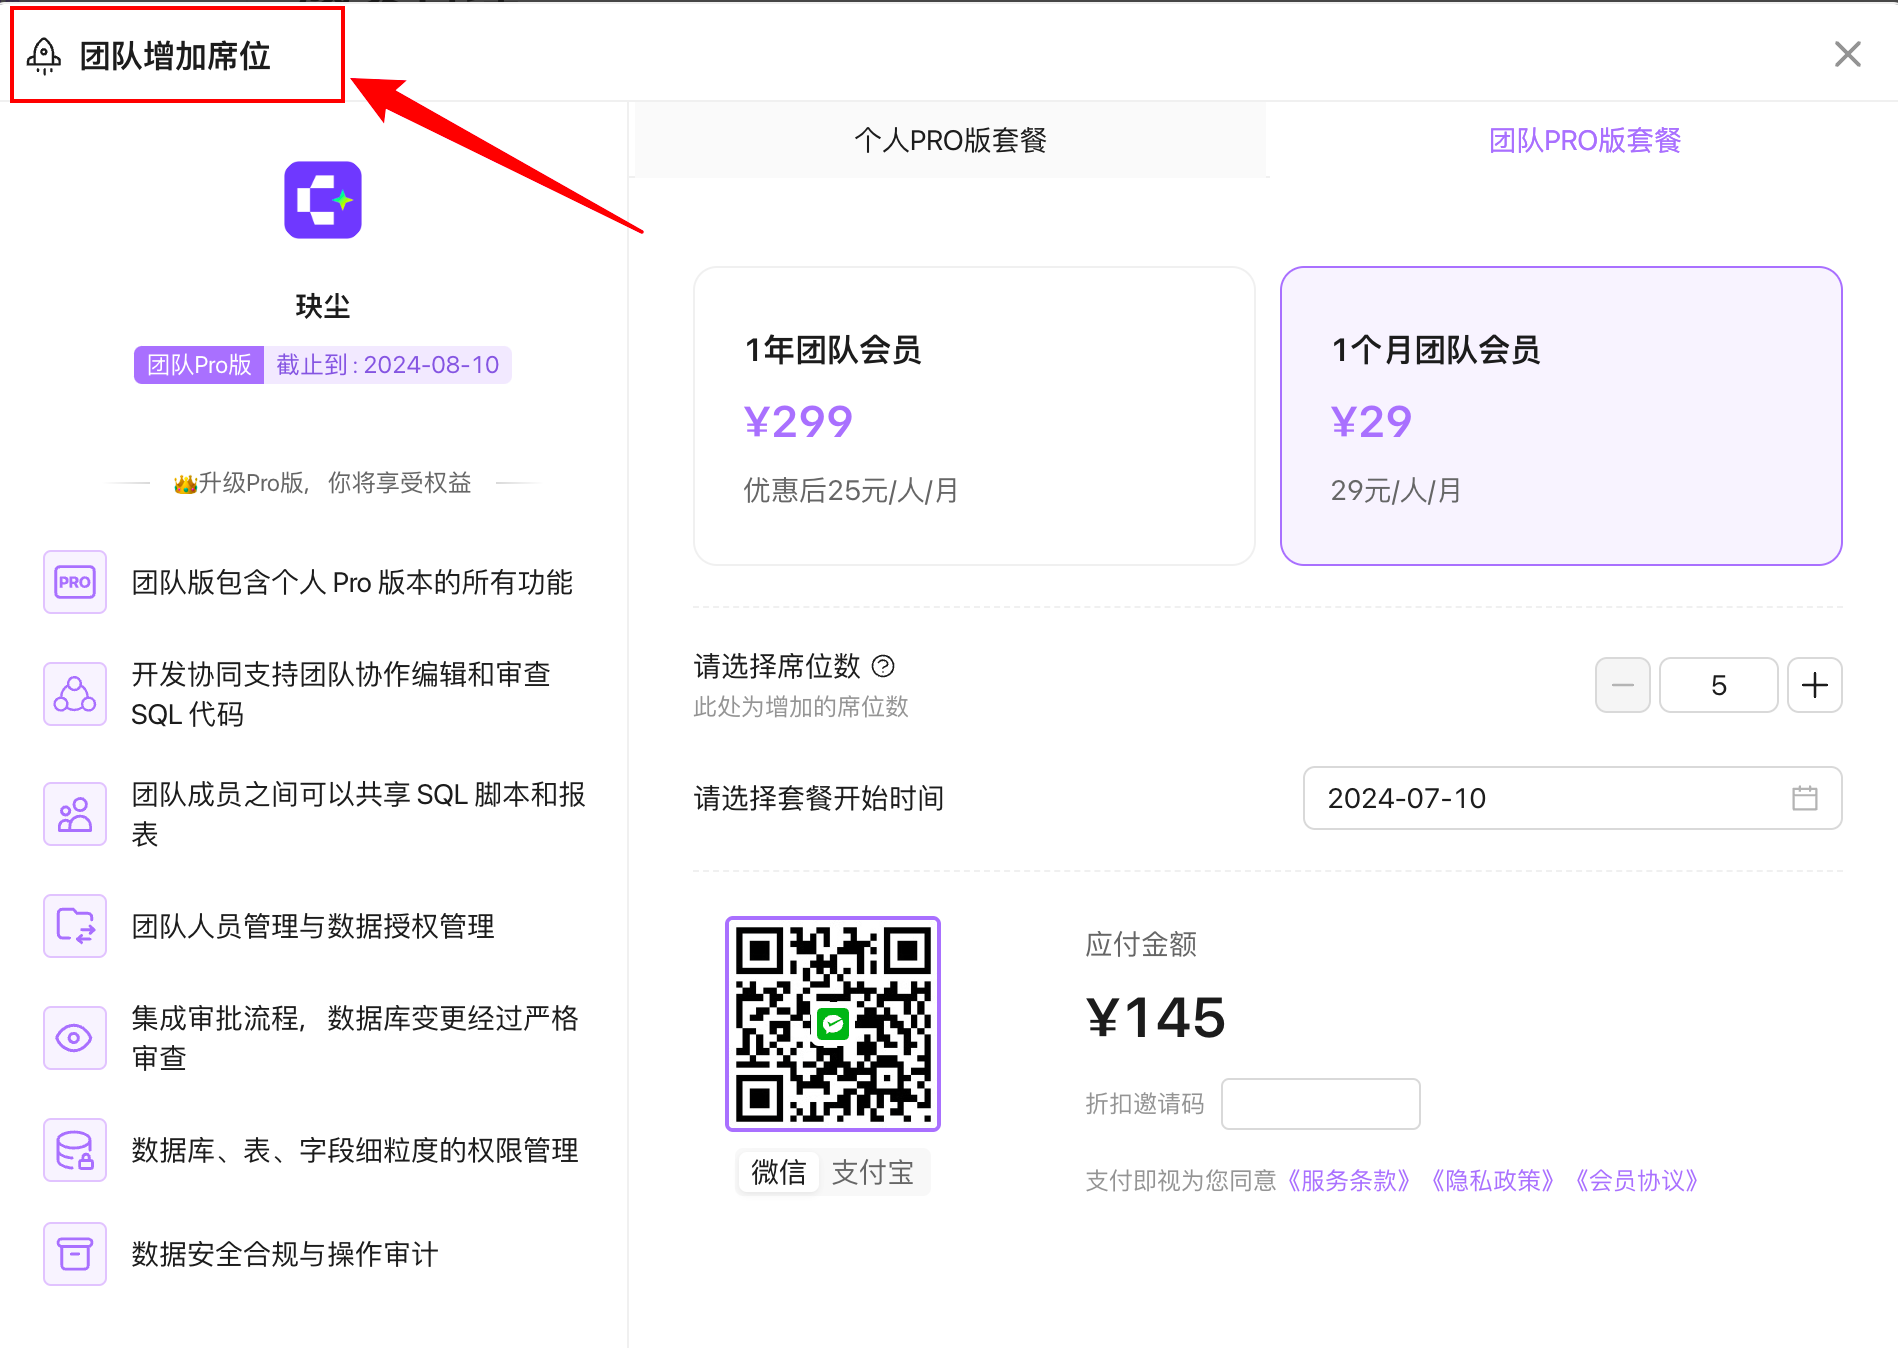 团队增加席位
玦尘
团队Pro版 截止到 : 2024-08-10
升级Pro版，你将享受权益
PRO
团队版包含个人 Pro 版本的所有功能
开发协同支持团队协作编辑和审查
SQL 代码
团队成员之间可以共享 SQL 脚本和报
表
团队人员管理与数据授权管理
集成审批流程，数据库变更经过严格
审查
数据库、表、字段细粒度的权限管理
数据安全合规与操作审计
个人PRO版套餐
团队PRO版套餐
1年团队会员
¥299
优惠后25元/人/月
1个月团队会员
¥29
29元/人/月
请选择席位数
此处为增加的席位数
5
请选择套餐开始时间
2024-07-10
微信 支付宝
应付金额
¥145
折扣邀请码
支付即视为您同意《服务条款》《隐私政策》《会员协议》